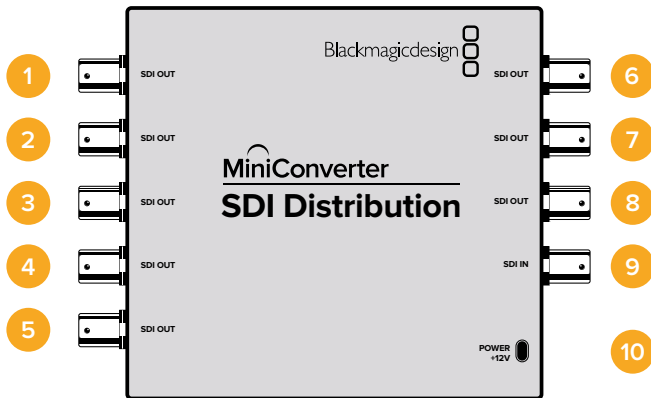 Blackmagicdesign
1
SDI OUT
SDI OUT
6
2
SDI OUT
SDI OUT
7
MiniConverter
3
SDI OUT
SDI Distribution
SDI OUT
8
4
SDI OUT
SDI IN
9
5
SDI OUT
POWER
+12V
10